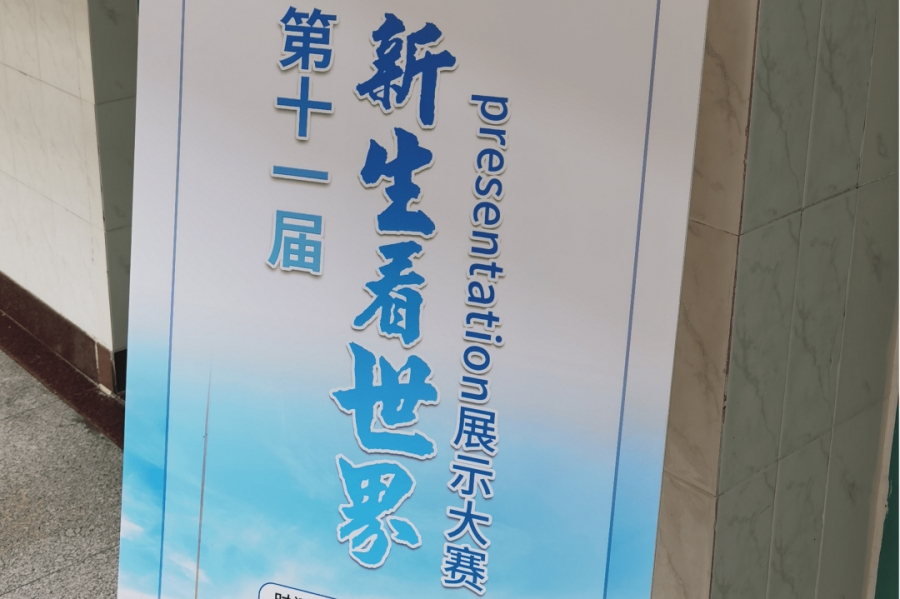 第十一届
新生看世界
presentation展示大赛